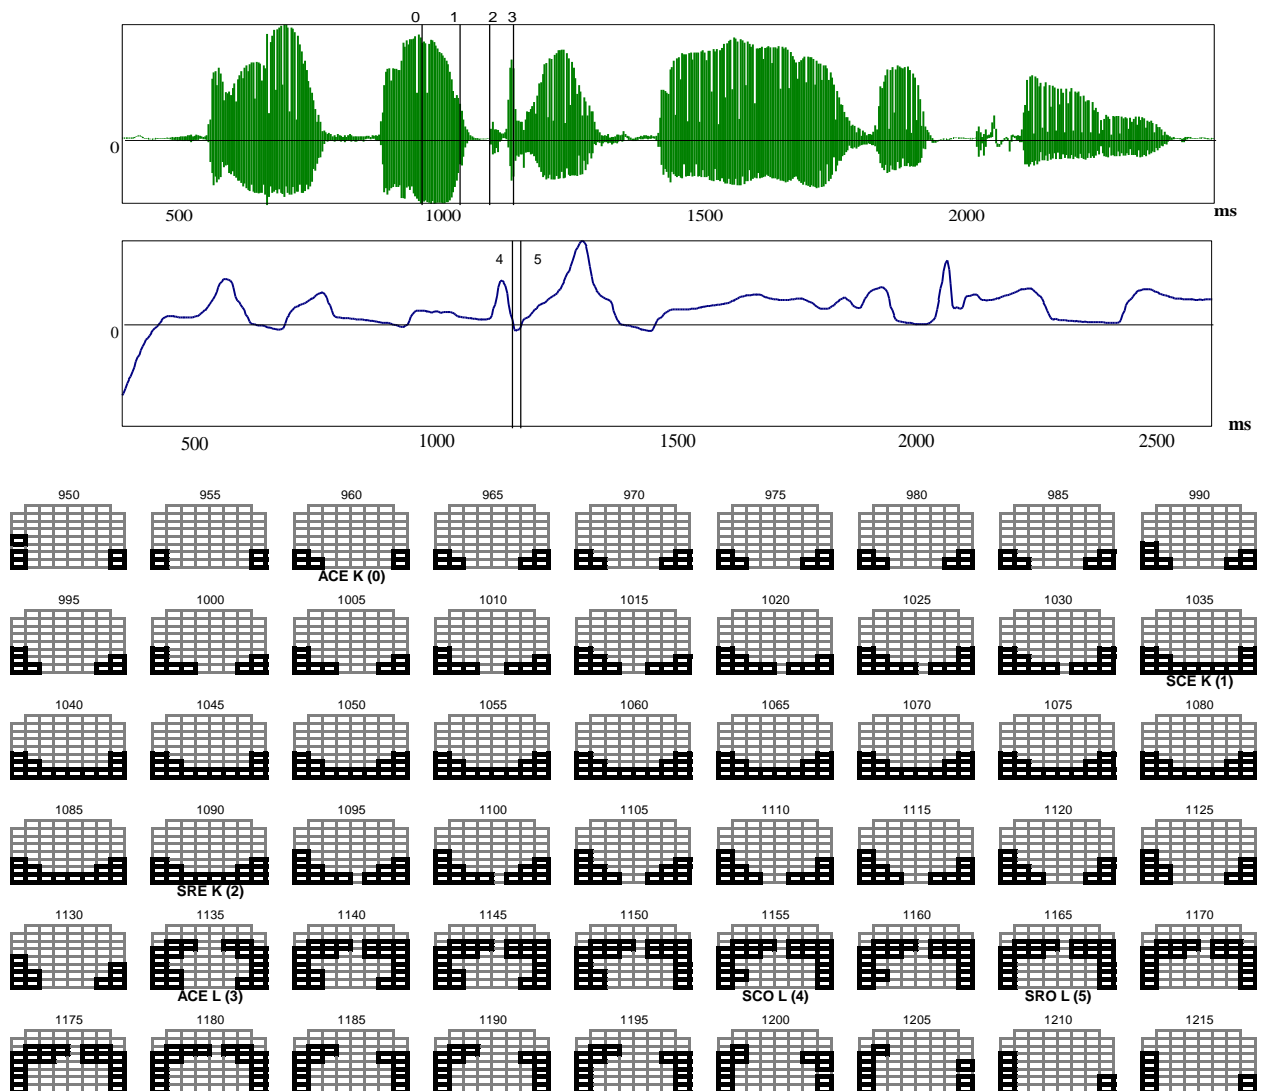 0 1 2 3
0
500 1000 1500 2000 ms
4 5
0
500 1000 1500 2000 2500 ms
950 955 960 965 970 975 980 985 990
ACE K (0)
995 1000 1005 1010 1015 1020 1025 1030 1035
SCE K (1)
1040 1045 1050 1055 1060 1065 1070 1075 1080
1085 1090 1095 1100 1105 1110 1115 1120 1125
SRE K (2)
1130 1135 1140 1145 1150 1155 1160 1165 1170
ACE L (3) SCO L (4) SRO L (5)
1175 1180 1185 1190 1195 1200 1205 1210 1215